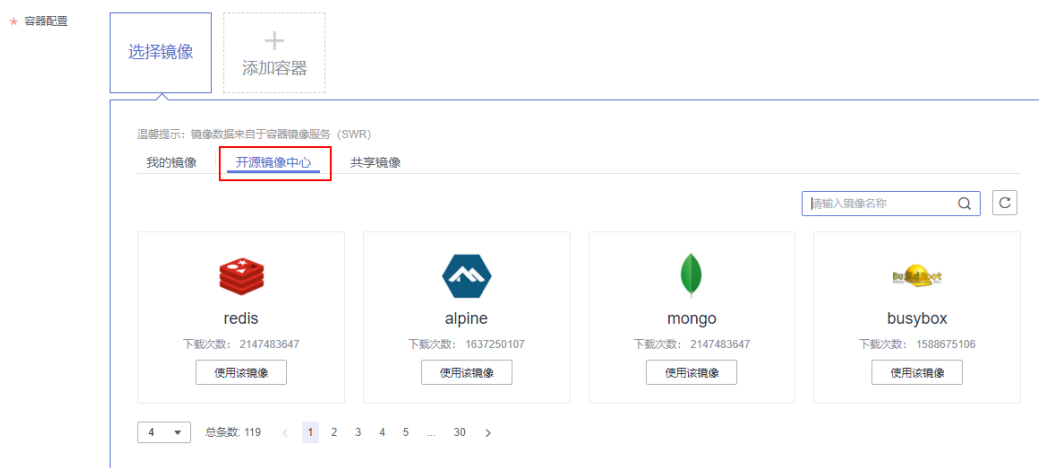 * 容器配置
选择镜像
添加容器
温馨提示：镜像数据来自于容器镜像服务（SWR）
我的镜像 开源镜像中心 共享镜像
请输入镜像名称
redis alpine mongo busybox
下载次数： 2147483647 下载次数： 1637250107 下载次数： 2147483647 下载次数： 1588675106
使用该镜像 使用该镜像 使用该镜像 使用该镜像
4 总条数: 119 < 1 2 3 4 5 ... 30 >